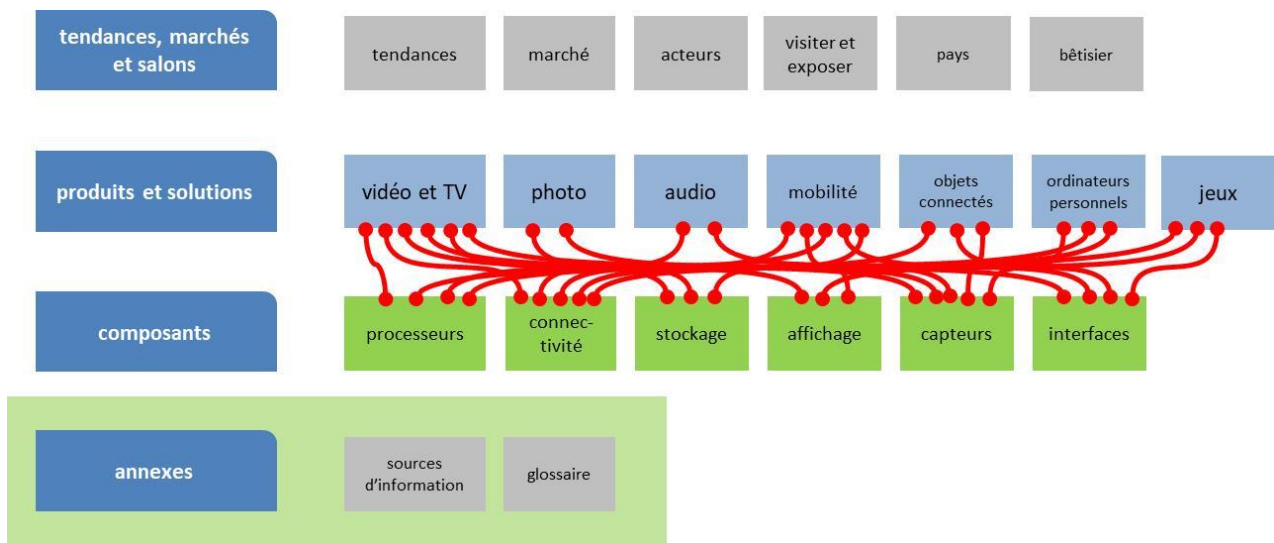 tendances, marchés
et salons
tendances
marché
acteurs
visiter et
exposer
pays
bêtisier
produits et solutions
vidéo et TV
photo
audio
mobilité
objets
connectés
ordinateurs
personnels
jeux
composants
processeurs
connec-
tivité
stockage
affichage
capteurs
interfaces
annexes
sources
d'information
glossaire